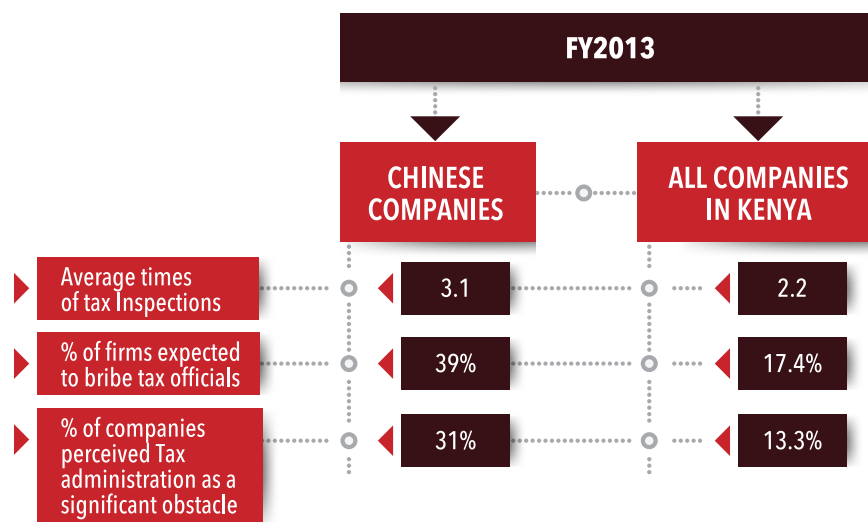 FY2013
CHINESE
COMPANIES
ALL COMPANIES
IN KENYA
Average times
of tax Inspections
3.1
2.2
% of firms expected
to bribe tax officials
39%
17.4%
% of companies
perceived Tax
administration as a
significant obstacle
31%
13.3%